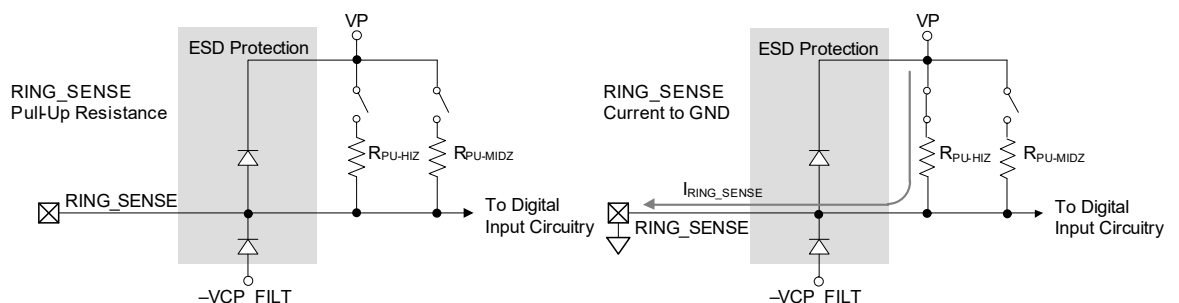 VP
ESD Protection
RING_SENSE
Pull-Up Resistance
RPU-HIZ
RPU-MIDZ
RING_SENSE
To Digital
Input Circuitry
–VCP_FILT
VP
ESD Protection
RING_SENSE
Current to GND
RPU-HIZ
RPU-MIDZ
IRING_SENSE
RING_SENSE
To Digital
Input Circuitry
–VCP_FILT